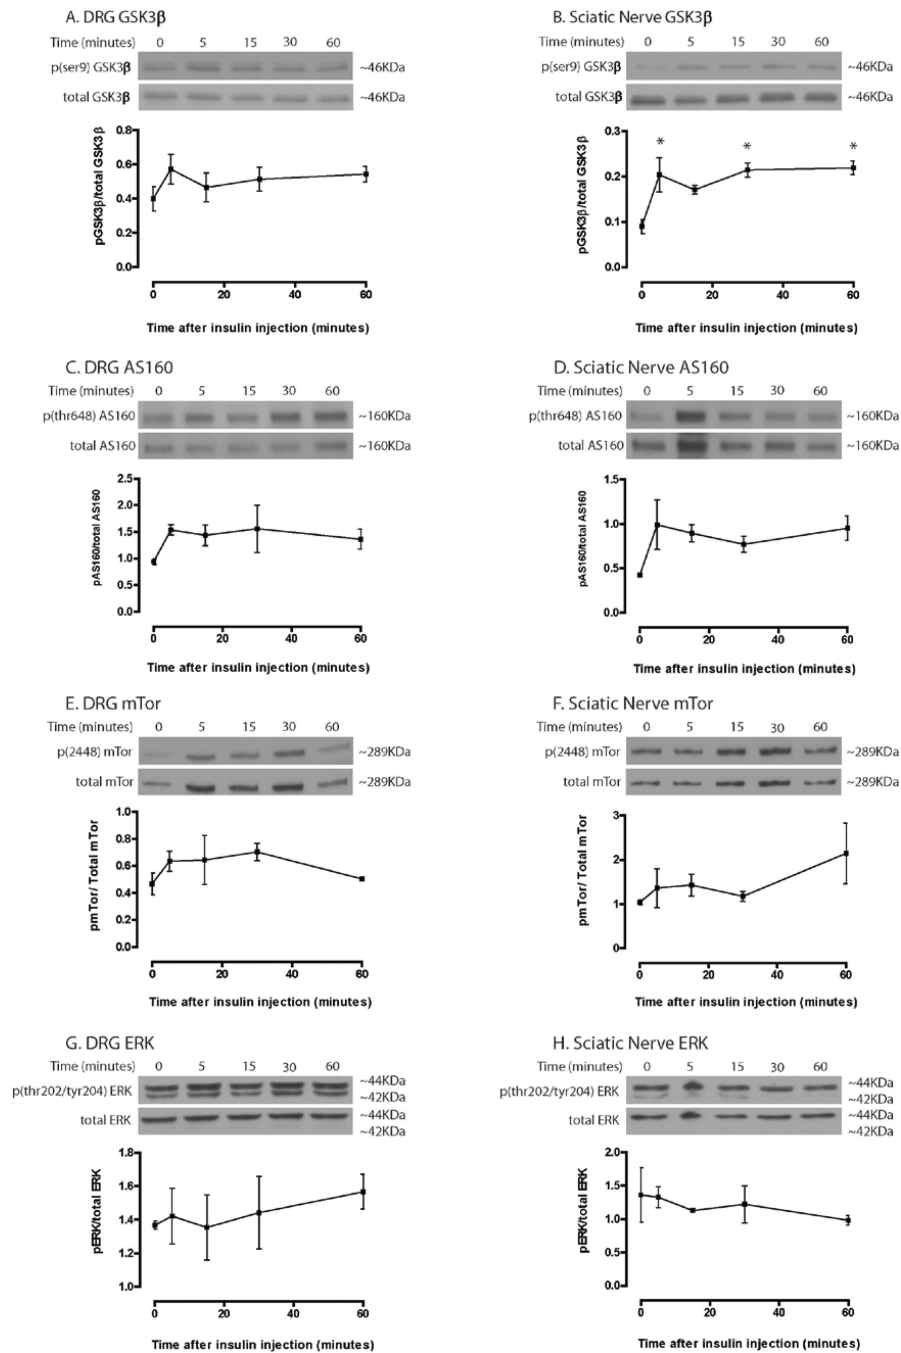 A. DRG GSK3β
Time (minutes) 0 5 15 30 60
p(ser9) GSK3β ~46KDa
total GSK3β ~46KDa
pGSK3β/total GSK3β
0.8
0.6
0.4
0.2
0.0
0 20 40 60
Time after insulin injection (minutes)
B. Sciatic Nerve GSK3β
Time (minutes) 0 5 15 30 60
p(ser9) GSK3β ~46KDa
total GSK3β ~46KDa
pGSK3β/total GSK3β
0.3
* * *
0.2
0.1
0.0
0 20 40 60
Time after insulin injection (minutes)
C. DRG AS160
Time (minutes) 0 5 15 30 60
p(thr648) AS160 ~160KDa
total AS160 ~160KDa
pAS160/total AS160
2.5
2.0
1.5
1.0
0.5
0.0
0 20 40 60
Time after insulin injection (minutes)
D. Sciatic Nerve AS160
Time (minutes) 0 5 15 30 60
p(thr648) AS160 ~160KDa
total AS160 ~160KDa
pAS160/total AS160
1.5
1.0
0.5
0.0
0 20 40 60
Time after insulin injection (minutes)
E. DRG mTor
Time (minutes) 0 5 15 30 60
p(2448) mTor ~289KDa
total mTor ~289KDa
pmTor/ Total mTor
1.0
0.8
0.6
0.4
0.2
0.0
0 20 40 60
Time after insulin injection (minutes)
F. Sciatic Nerve mTor
Time (minutes) 0 5 15 30 60
p(2448) mTor ~289KDa
total mTor ~289KDa
pmTor/ Total mTor
3
2
1
0
0 20 40 60
Time after insulin injection (minutes)
G. DRG ERK
Time (minutes) 0 5 15 30 60
~44KDa
p(thr202/tyr204) ERK
~42KDa
~44KDa
total ERK
~42KDa
pERK/total ERK
1.8
1.6
1.4
1.2
1.0
0 20 40 60
Time after insulin injection (minutes)
H. Sciatic Nerve ERK
Time (minutes) 0 5 15 30 60
~44KDa
p(thr202/tyr204) ERK
~42KDa
~44KDa
total ERK
~42KDa
pERK/total ERK
2.0
1.5
1.0
0.5
0.0
0 20 40 60
Time after insulin injection (minutes)